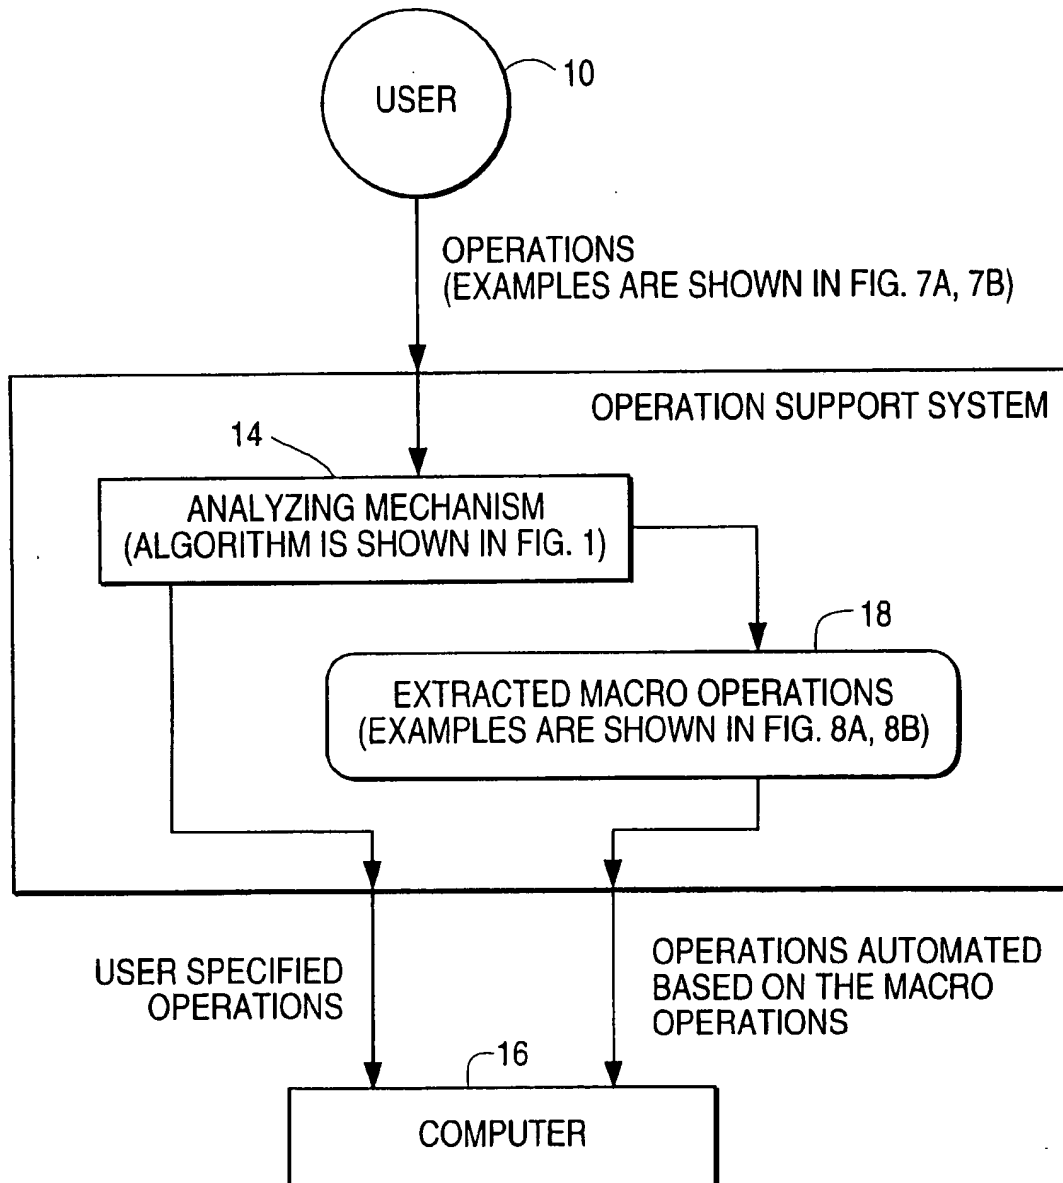 USER
10
OPERATIONS
(EXAMPLES ARE SHOWN IN FIG. 7A, 7B)
OPERATION SUPPORT SYSTEM
14
ANALYZING MECHANISM
(ALGORITHM IS SHOWN IN FIG. 1)
18
EXTRACTED MACRO OPERATIONS
(EXAMPLES ARE SHOWN IN FIG. 8A, 8B)
USER SPECIFIED
OPERATIONS
OPERATIONS AUTOMATED
BASED ON THE MACRO
OPERATIONS
16
COMPUTER